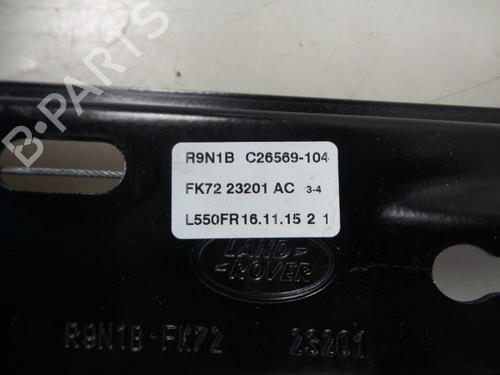 B-PARTS
R9N1B C26569-104
FK72 23201 AC 3-4
L550FR16.11.15 2 1
LAND-
-ROVER
R9N1B-FK72 23201